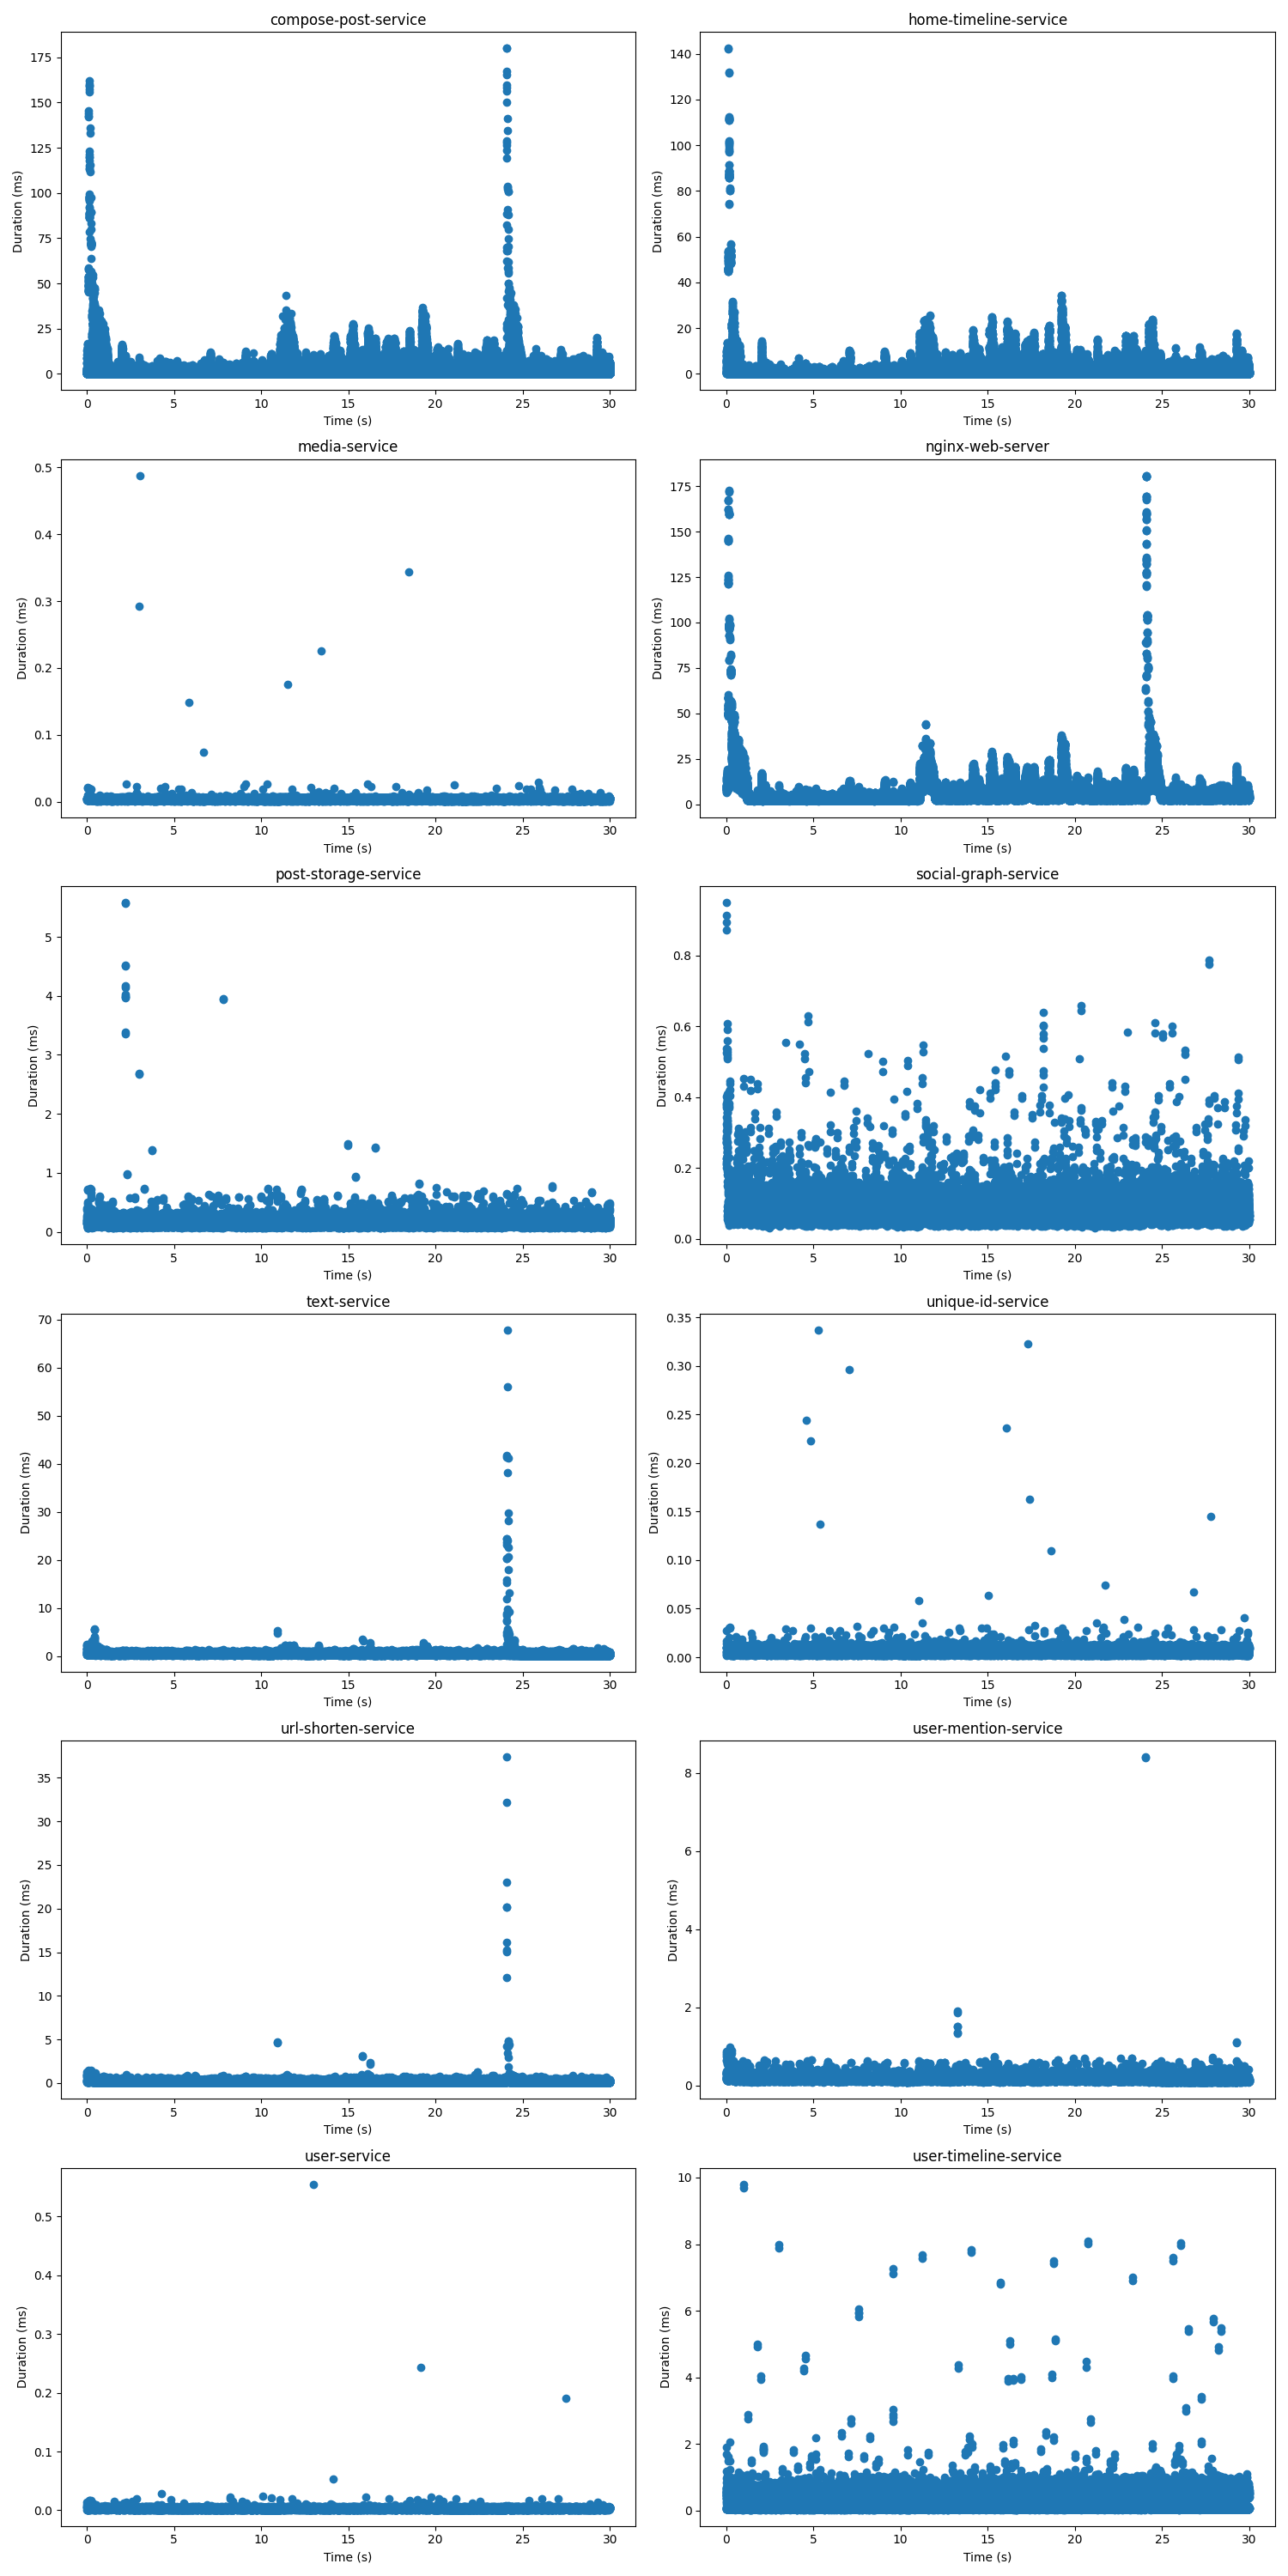 compose-post-service
Duration (ms)
175
150
125
100
75
50
25
0
0 5 10 15 20 25 30
Time (s)
home-timeline-service
Duration (ms)
140
120
100
80
60
40
20
0
0 5 10 15 20 25 30
Time (s)
media-service
Duration (ms)
0.5
0.4
0.3
0.2
0.1
0.0
0 5 10 15 20 25 30
Time (s)
nginx-web-server
Duration (ms)
175
150
125
100
75
50
25
0
0 5 10 15 20 25 30
Time (s)
post-storage-service
Duration (ms)
5
4
3
2
1
0
0 5 10 15 20 25 30
Time (s)
social-graph-service
Duration (ms)
0.8
0.6
0.4
0.2
0.0
0 5 10 15 20 25 30
Time (s)
text-service
Duration (ms)
70
60
50
40
30
20
10
0
0 5 10 15 20 25 30
Time (s)
unique-id-service
Duration (ms)
0.35
0.30
0.25
0.20
0.15
0.10
0.05
0.00
0 5 10 15 20 25 30
Time (s)
url-shorten-service
Duration (ms)
35
30
25
20
15
10
5
0
0 5 10 15 20 25 30
Time (s)
user-mention-service
Duration (ms)
8
6
4
2
0
0 5 10 15 20 25 30
Time (s)
user-service
Duration (ms)
0.5
0.4
0.3
0.2
0.1
0.0
0 5 10 15 20 25 30
Time (s)
user-timeline-service
Duration (ms)
10
8
6
4
2
0
0 5 10 15 20 25 30
Time (s)